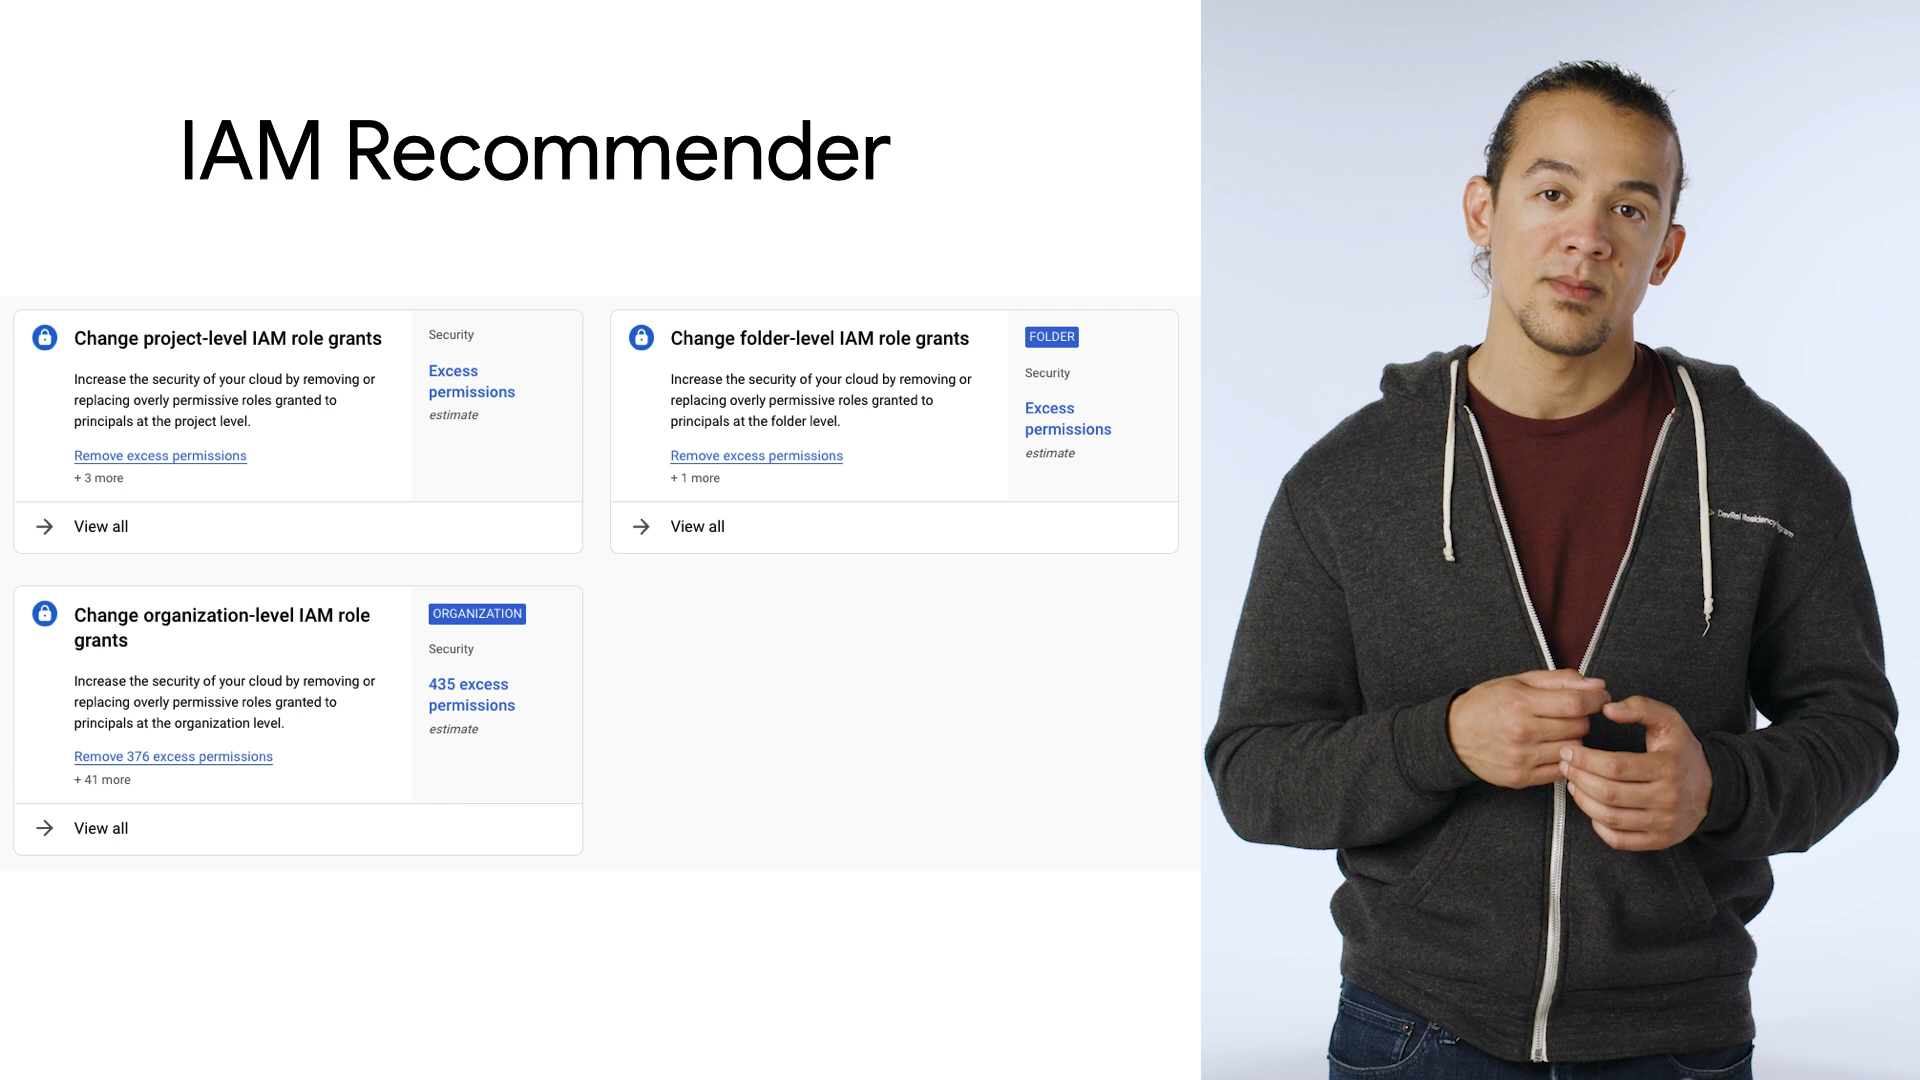 IAM Recommender
Change project-level IAM role grants
Increase the security of your cloud by removing or
replacing overly permissive roles granted to
principals at the project level.
Remove excess permissions
+ 3 more
Security
Excess
permissions
estimate
View all
Change folder-level IAM role grants
Increase the security of your cloud by removing or
replacing overly permissive roles granted to
principals at the folder level.
Remove excess permissions
+ 1 more
FOLDER
Security
Excess
permissions
estimate
View all
Change organization-level IAM role
grants
Increase the security of your cloud by removing or
replacing overly permissive roles granted to
principals at the organization level.
Remove 376 excess permissions
+ 41 more
ORGANIZATION
Security
435 excess
permissions
estimate
View all
DevRel Residency